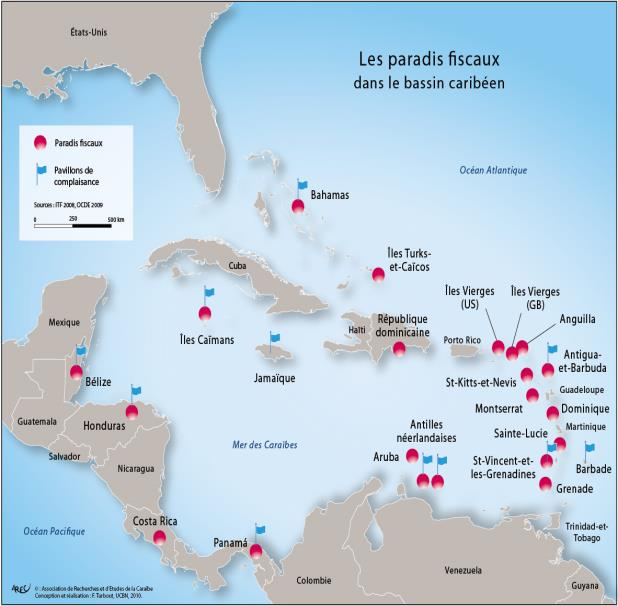 Les paradis fiscaux
dans le bassin caribéen
États-Unis
Paradis fiscaux
Pavillons de
complaisance
Sources : ITF 2008, OCDE 2009
0 250 500 km
Océan Atlantique
Bahamas
Îles Turks-
et-Caïcos
Cuba
Îles Vierges
(US)
Îles Vierges
(GB)
Anguilla
Mexique
Îles Caïmans
Haïti
République
dominicaine
Porto Rico
Jamaïque
Antigua-
et-Barbuda
Bélize
St-Kitts-et-Nevis
Guadeloupe
Montserrat
Dominique
Guatemala
Honduras
Martinique
Antilles
néerlandaises
Sainte-Lucie
Mer des Caraïbes
Salvador
Aruba
St-Vincent-et-
les-Grenadines
Barbade
Nicaragua
Grenade
Costa Rica
Océan Pacifique
Panamá
Trinidad-et-
Tobago
Colombie
Venezuela
Guyana
AREC
© : Association de Recherches et d'Etudes de la Caraïbe
Conception et réalisation : F. Turbout, UCBN, 2010.